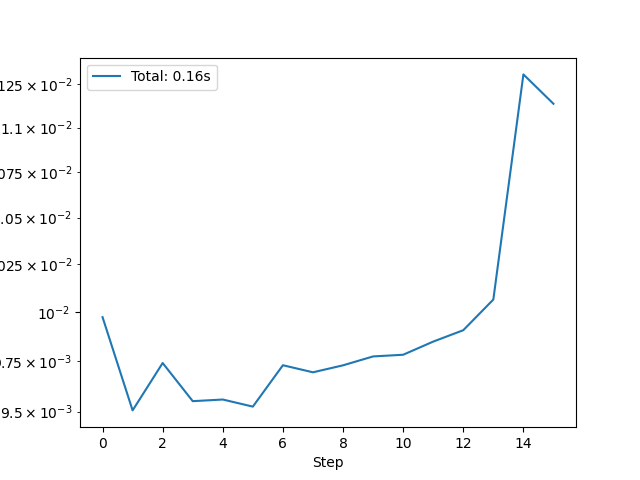 Total: 0.16s
125 × 10⁻²
1.1 × 10⁻²
075 × 10⁻²
.05 × 10⁻²
025 × 10⁻²
10⁻²
9.75 × 10⁻³
9.5 × 10⁻³
0 2 4 6 8 10 12 14
Step